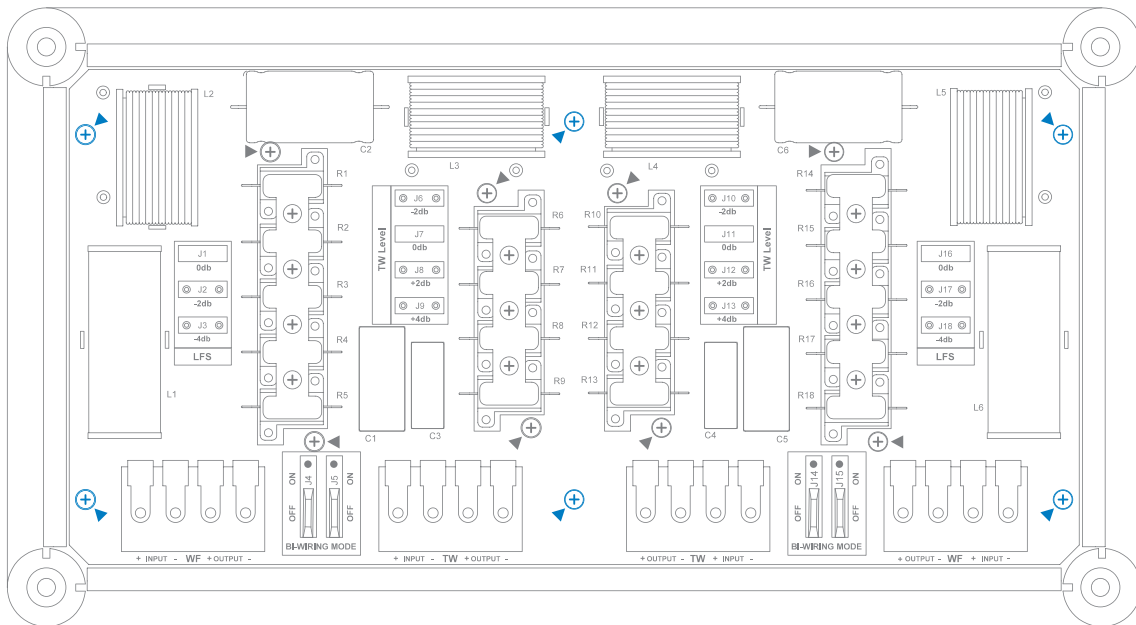 L2
C2
L3
L4
C6
L5
R1
R2
R3
R4
R5
J1
0db
J2
-2db
J3
-4db
LFS
L1
TW Level
J6
-2db
J7
0db
J8
+2db
J9
+4db
C1
C3
R6
R7
R8
R9
R10
R11
R12
R13
J10
-2db
J11
0db
J12
+2db
J13
+4db
TW Level
C4
C5
R14
R15
R16
R17
R18
J16
0db
J17
-2db
J18
-4db
LFS
L6
ON
OFF
J4
J5
ON
OFF
BI-WIRING MODE
ON
OFF
J14
J15
ON
OFF
BI-WIRING MODE
+ INPUT - WF + OUTPUT -
+ INPUT - TW + OUTPUT -
+ OUTPUT - TW + INPUT -
+ OUTPUT - WF + INPUT -